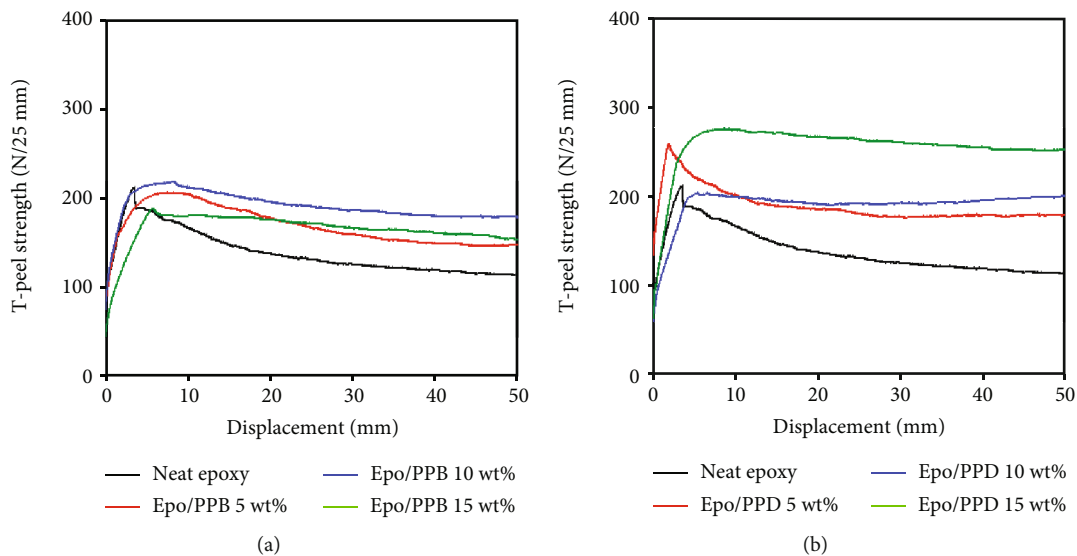 400
300
200
100
0
T-peel strength (N/25 mm)
0 10 20 30 40 50
Displacement (mm)
Neat epoxy
Epo/PPB 5 wt%
Epo/PPB 10 wt%
Epo/PPB 15 wt%
(a)
400
300
200
100
0
T-peel strength (N/25 mm)
0 10 20 30 40 50
Displacement (mm)
Neat epoxy
Epo/PPD 5 wt%
Epo/PPD 10 wt%
Epo/PPD 15 wt%
(b)